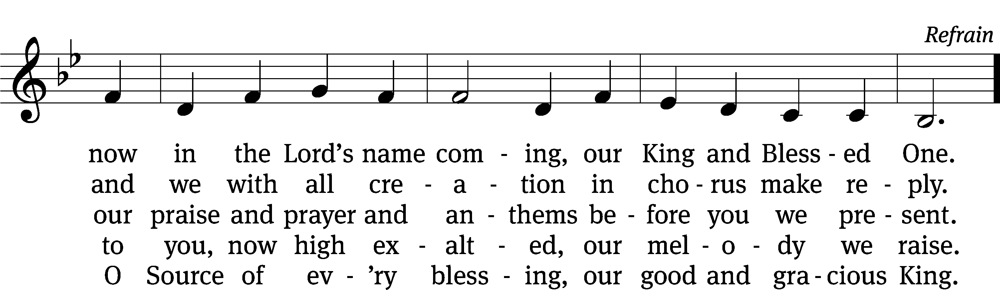 Refrain
now in the Lord’s name com - ing, our King and Bless - ed One.
and we with all cre - a - tion in cho - rus make re - ply.
our praise and prayer and an - thems be - fore you we pre - sent.
to you, now high ex - alt - ed, our mel - o - dy we raise.
O Source of ev - ’ry bless - ing, our good and gra - cious King.